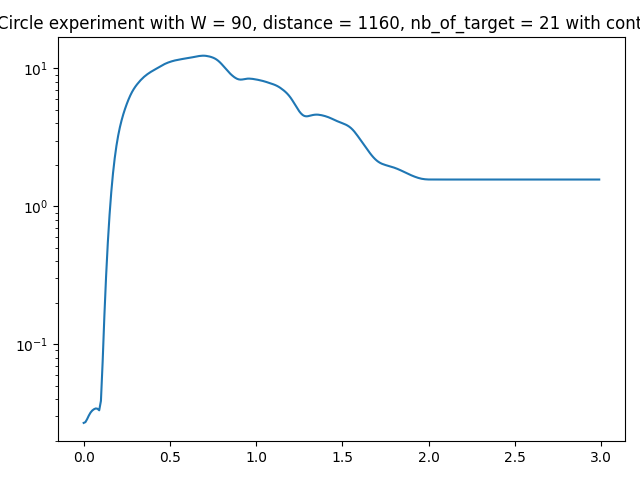 Circle experiment with W = 90, distance = 1160, nb_of_target = 21 with cont
10¹
10⁰
10⁻¹
0.0 0.5 1.0 1.5 2.0 2.5 3.0